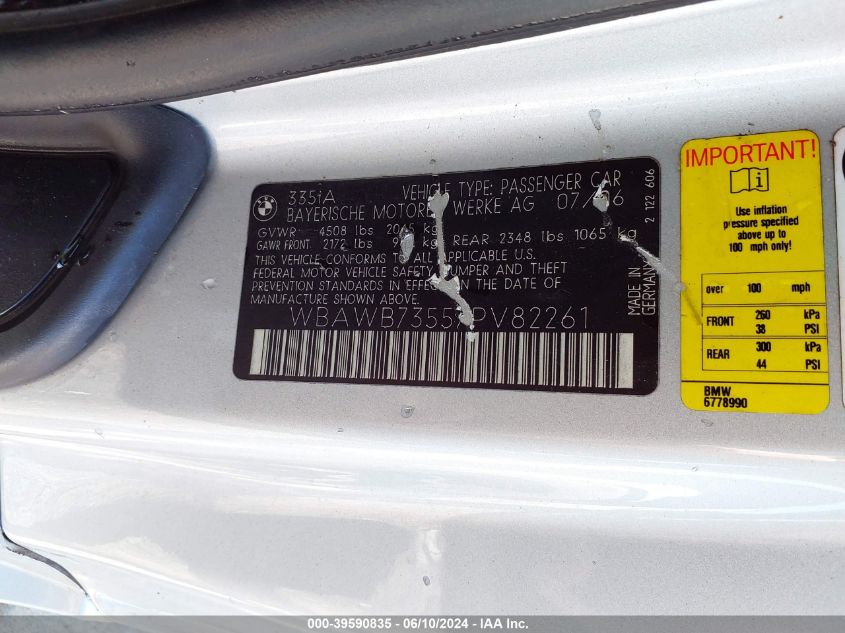 335iA VEHICLE TYPE: PASSENGER CAR
BAYERISCHE MOTOREN WERKE AG 07/06
GVWR 4508 lbs 2045 kg
GAWR FRONT 2172 lbs kg REAR 2348 lbs 1065 kg
THIS VEHICLE CONFORMS TO ALL APPLICABLE U.S.
FEDERAL MOTOR VEHICLE SAFETY, BUMPER AND THEFT
PREVENTION STANDARDS IN EFFECT ON THE DATE OF
MANUFACTURE SHOWN ABOVE.
WBAWB73557PV82261
MADE IN
GERMANY
2 122 606
IMPORTANT!
Use inflation
pressure specified
above up to
100 mph only!
over 100 mph
FRONT 260 kPa
38 PSI
REAR 300 kPa
44 PSI
BMW
6778990
000-39590835 - 06/10/2024 - IAA Inc.